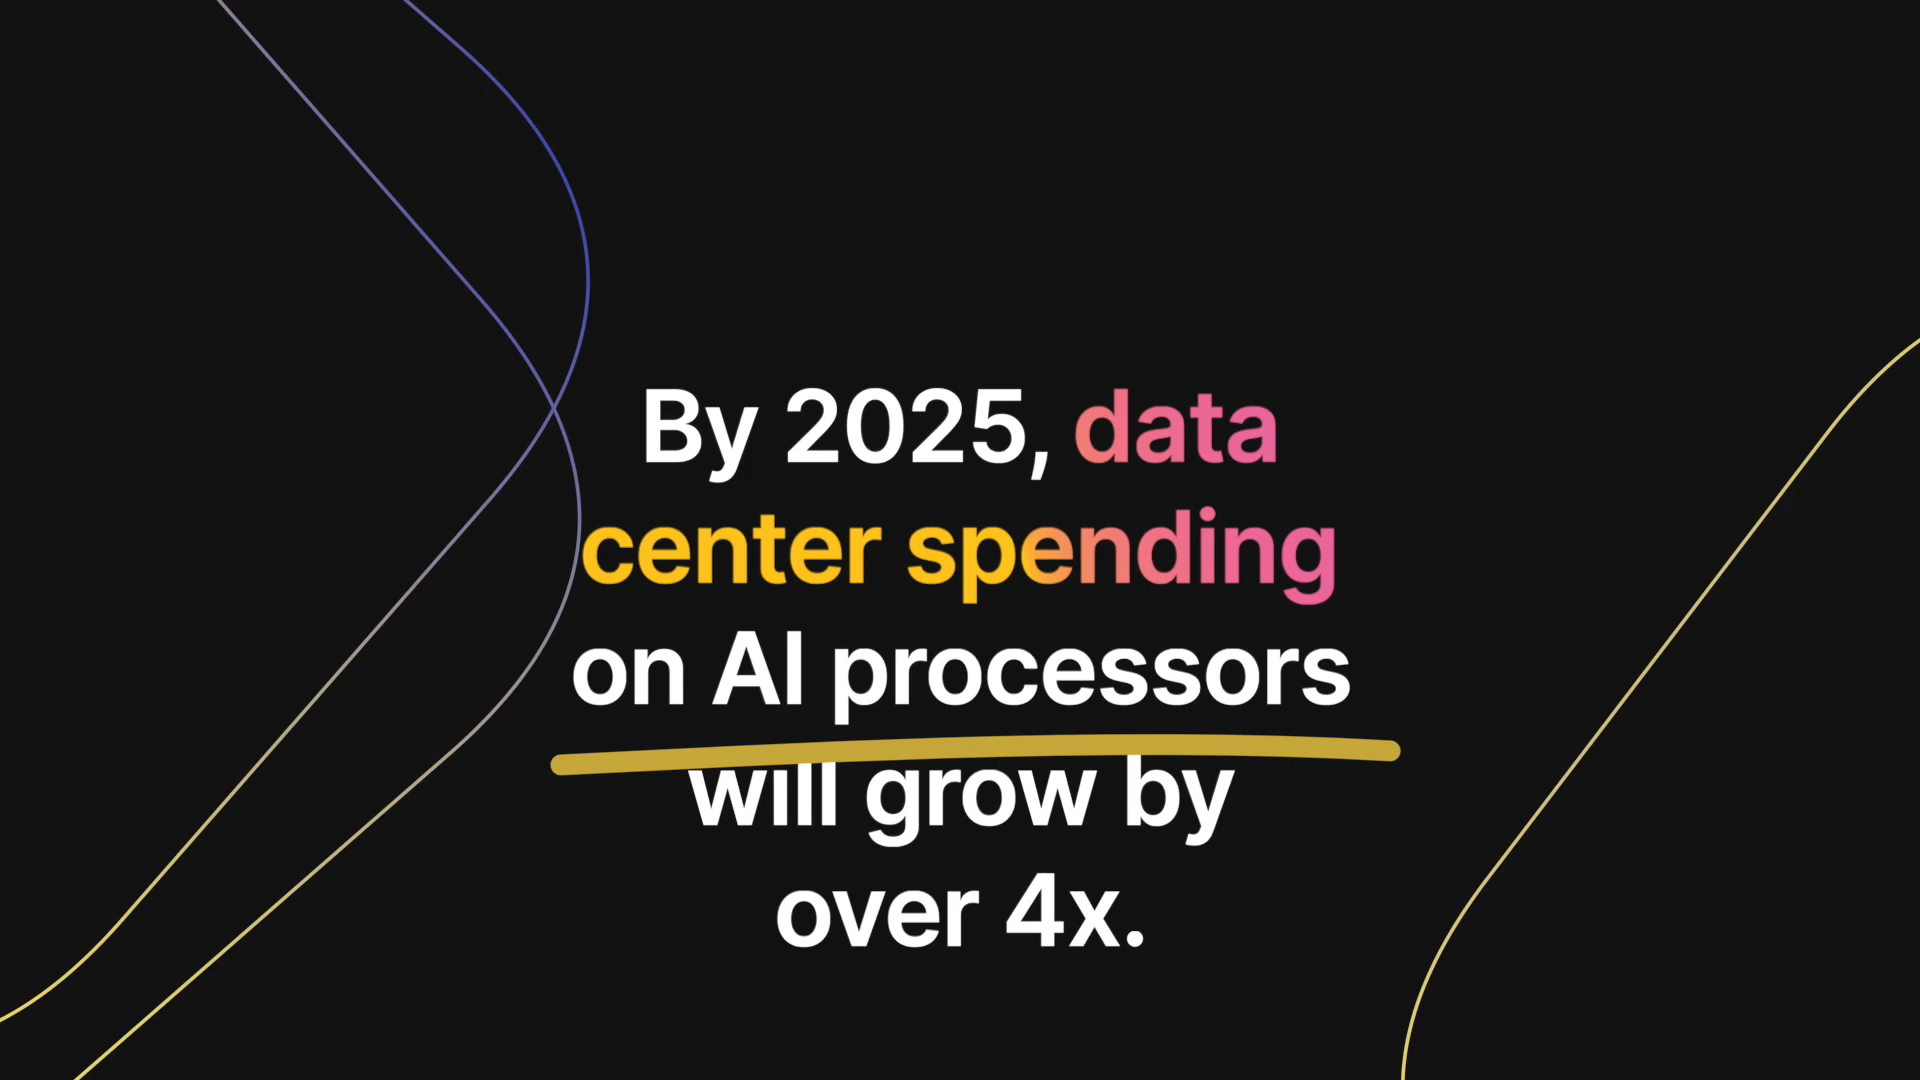 By 2025, data
center spending
on AI processors
will grow by
over 4x.